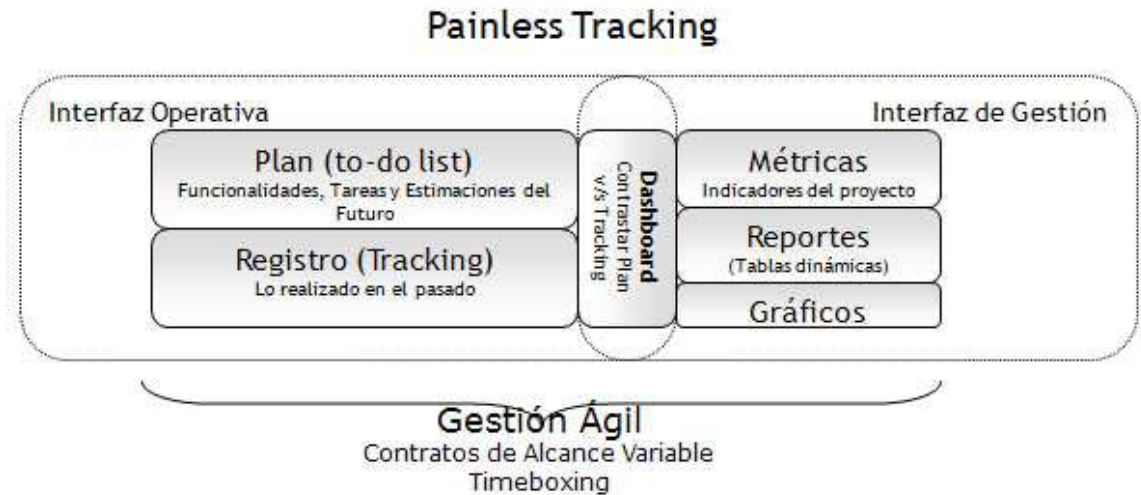 Painless Tracking
Interfaz Operativa
Interfaz de Gestión
Plan (to-do list)
Funcionalidades, Tareas y Estimaciones del
Futuro
Registro (Tracking)
Lo realizado en el pasado
Dashboard
Contrastar Plan
v/s Tracking
Métricas
Indicadores del proyecto
Reportes
(Tablas dinámicas)
Gráficos
Gestión Ágil
Contratos de Alcance Variable
Timeboxing